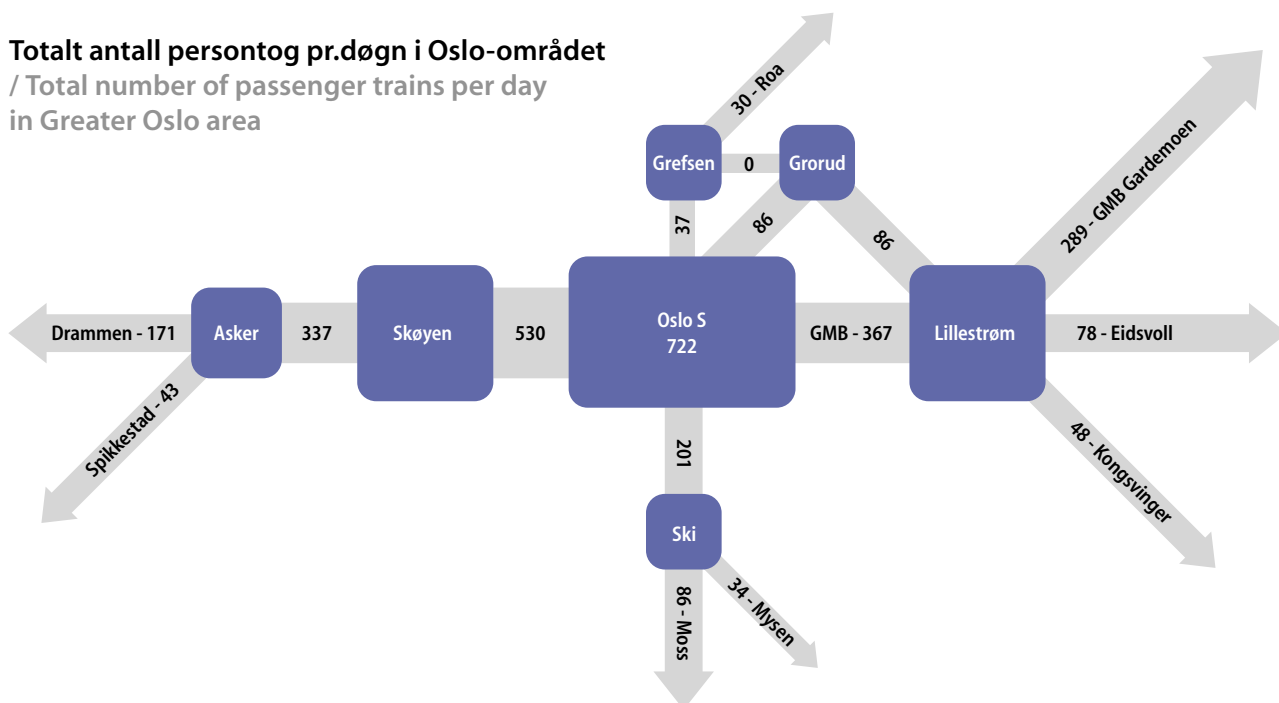 Totalt antall persontog pr.døgn i Oslo-området
/ Total number of passenger trains per day
in Greater Oslo area
30 - Roa
Grefsen
0
Grorud
289 - GMB Gardemoen
37
86
86
Drammen - 171
Asker
337
Skøyen
530
Oslo S
722
GMB - 367
Lillestrøm
78 - Eidsvoll
Spikkestad - 43
201
48 - Kongsvinger
Ski
86 - Moss
34 - Mysen